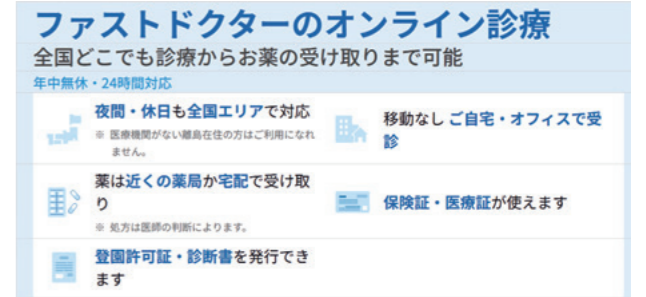 ファストドクターのオンライン診療
全国どこでも診療からお薬の受け取りまで可能
年中無休・24時間対応
夜間・休日も全国エリアで対応
※ 医療機関がない離島在住の方はご利用になれ
ません。
移動なし ご自宅・オフィスで受
診
薬は近くの薬局か宅配で受け取
り
※ 処方は医師の判断によります。
保険証・医療証が使えます
登園許可証・診断書を発行でき
ます